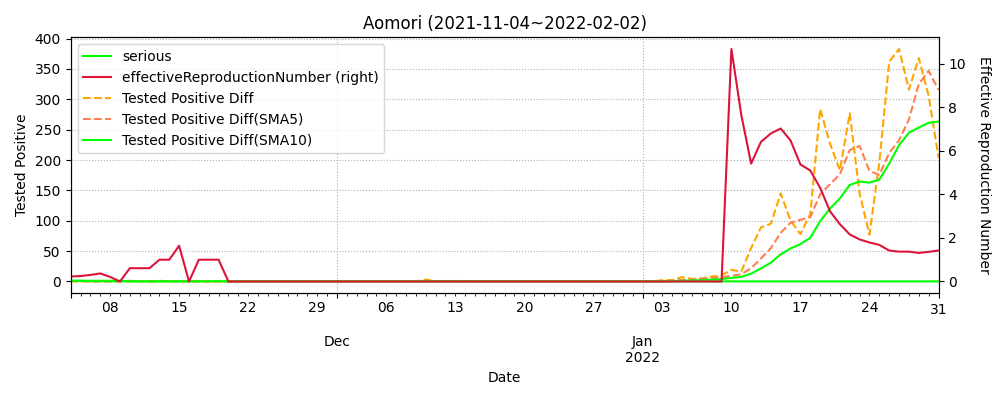 Aomori (2021-11-04~2022-02-02)
serious
effectiveReproductionNumber (right)
Tested Positive Diff
Tested Positive Diff(SMA5)
Tested Positive Diff(SMA10)
Tested Positive
400
350
300
250
200
150
100
50
0
Effective Reproduction Number
10
8
6
4
2
0
08 15 22 29 06 13 20 27 03 10 17 24 31
Dec Jan
2022
Date